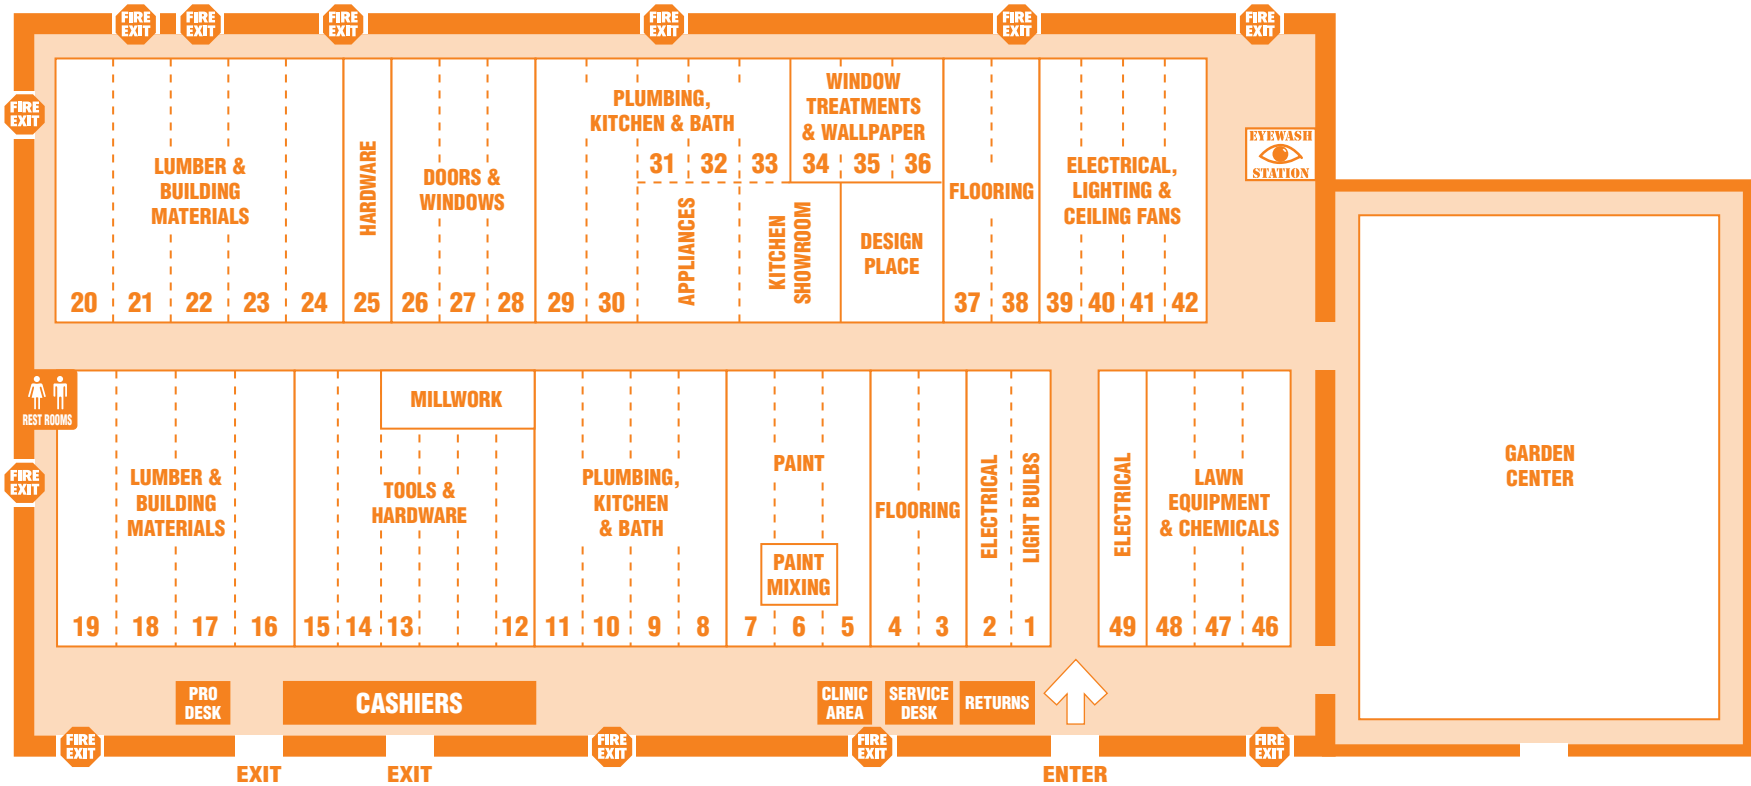 FIRE
EXIT
FIRE
EXIT
FIRE
EXIT
FIRE
EXIT
FIRE
EXIT
FIRE
EXIT
FIRE
EXIT
LUMBER &
BUILDING
MATERIALS
20 21 22 23 24
HARDWARE
25
DOORS &
WINDOWS
26 27 28
PLUMBING,
KITCHEN & BATH
31 32 33
29 30
APPLIANCES
KITCHEN
SHOWROOM
WINDOW
TREATMENTS
& WALLPAPER
34 35 36
DESIGN
PLACE
FLOORING
37 38
ELECTRICAL,
LIGHTING &
CEILING FANS
39 40 41 42
EYEWASH
STATION
REST ROOMS
FIRE
EXIT
LUMBER &
BUILDING
MATERIALS
19 18 17 16
MILLWORK
TOOLS &
HARDWARE
15 14 13 12
PLUMBING,
KITCHEN
& BATH
11 10 9 8
PAINT
PAINT
MIXING
7 6 5
FLOORING
4 3
ELECTRICAL
2
LIGHT BULBS
1
ELECTRICAL
49
LAWN
EQUIPMENT
& CHEMICALS
48 47 46
GARDEN
CENTER
PRO
DESK
CASHIERS
CLINIC
AREA
SERVICE
DESK
RETURNS
FIRE
EXIT
FIRE
EXIT
FIRE
EXIT
FIRE
EXIT
EXIT
EXIT
ENTER